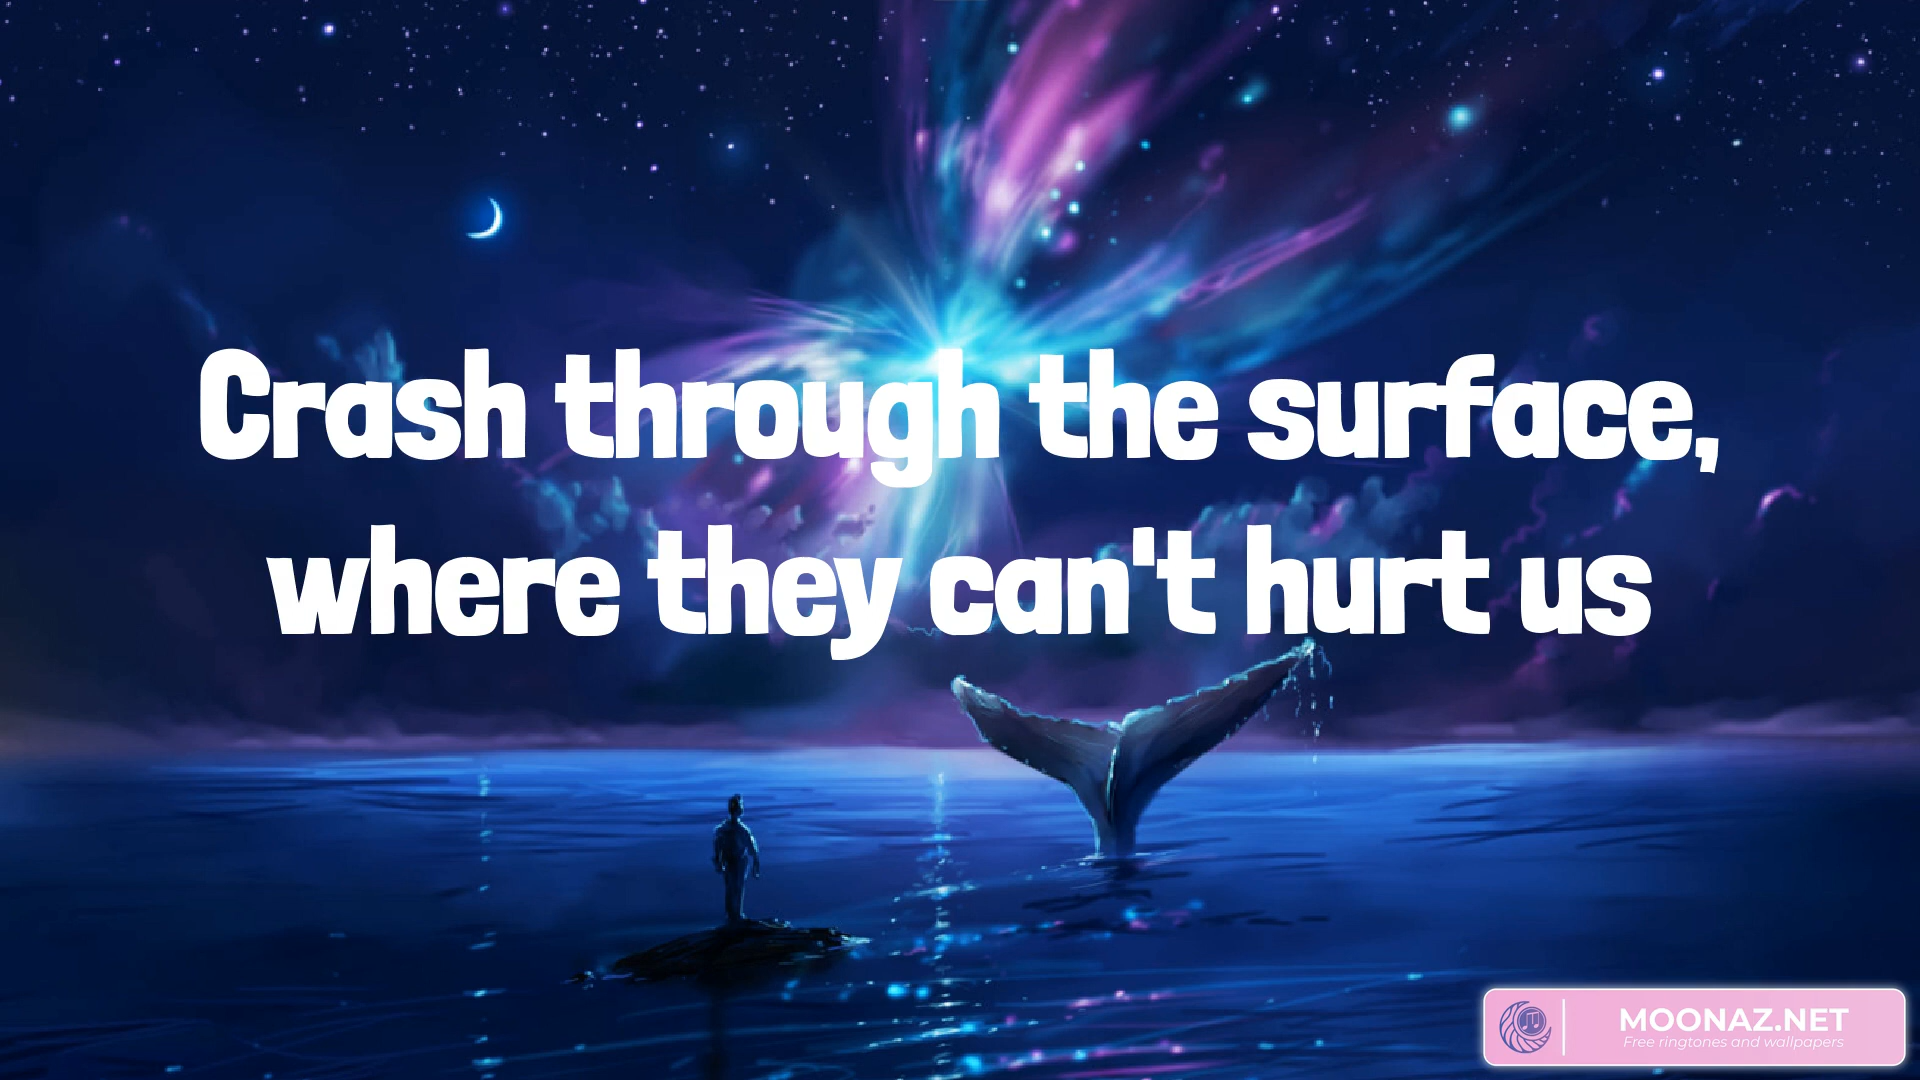 Crash through the surface,
where they can't hurt us
MOONAZ.NET
Free ringtones and wallpapers